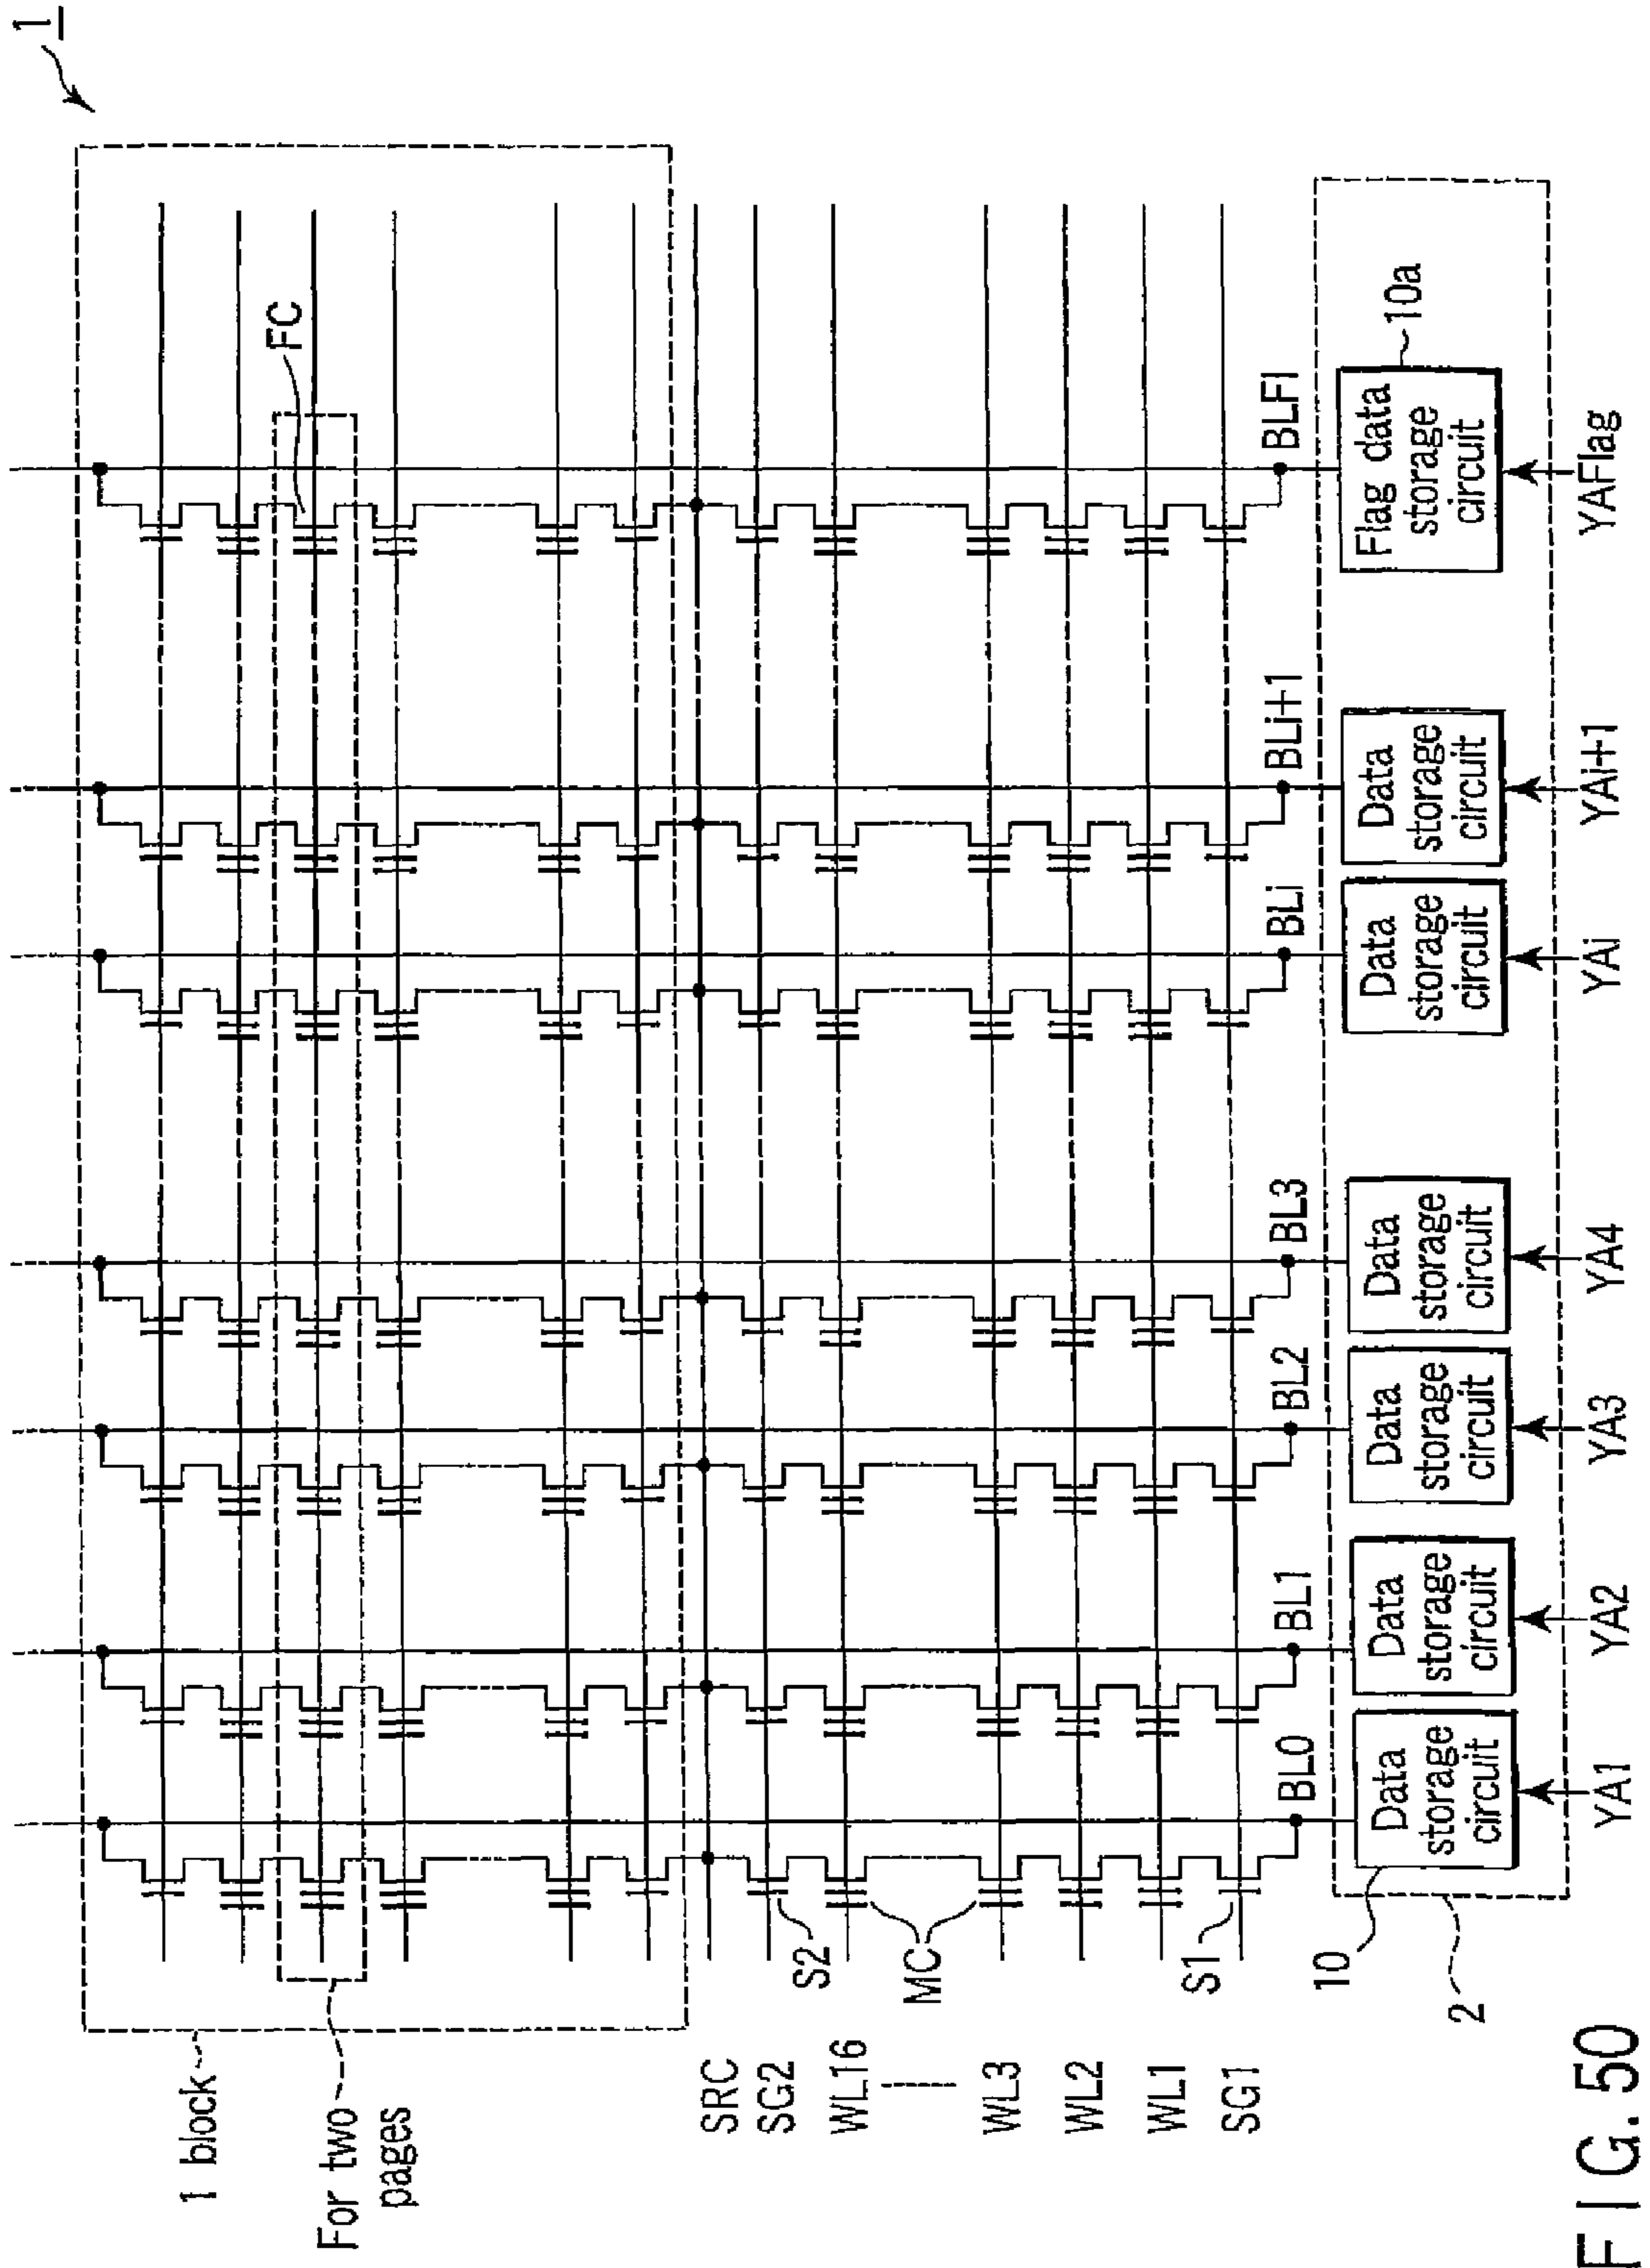 1
1 block
For two
pages
FC
SRC
SG2
WL16
WL3
WL2
WL1
SG1
S2
MC
S1
BL0
BL1
BL2
BL3
BLi
BLi+1
BLFl
10
2
Data
storage
circuit
Data
storage
circuit
Data
storage
circuit
Data
storage
circuit
Data
storage
circuit
Data
storage
circuit
Flag data
storage
circuit
10a
YA1
YA2
YA3
YA4
YAi
YAi+1
YAFlag
FIG. 50